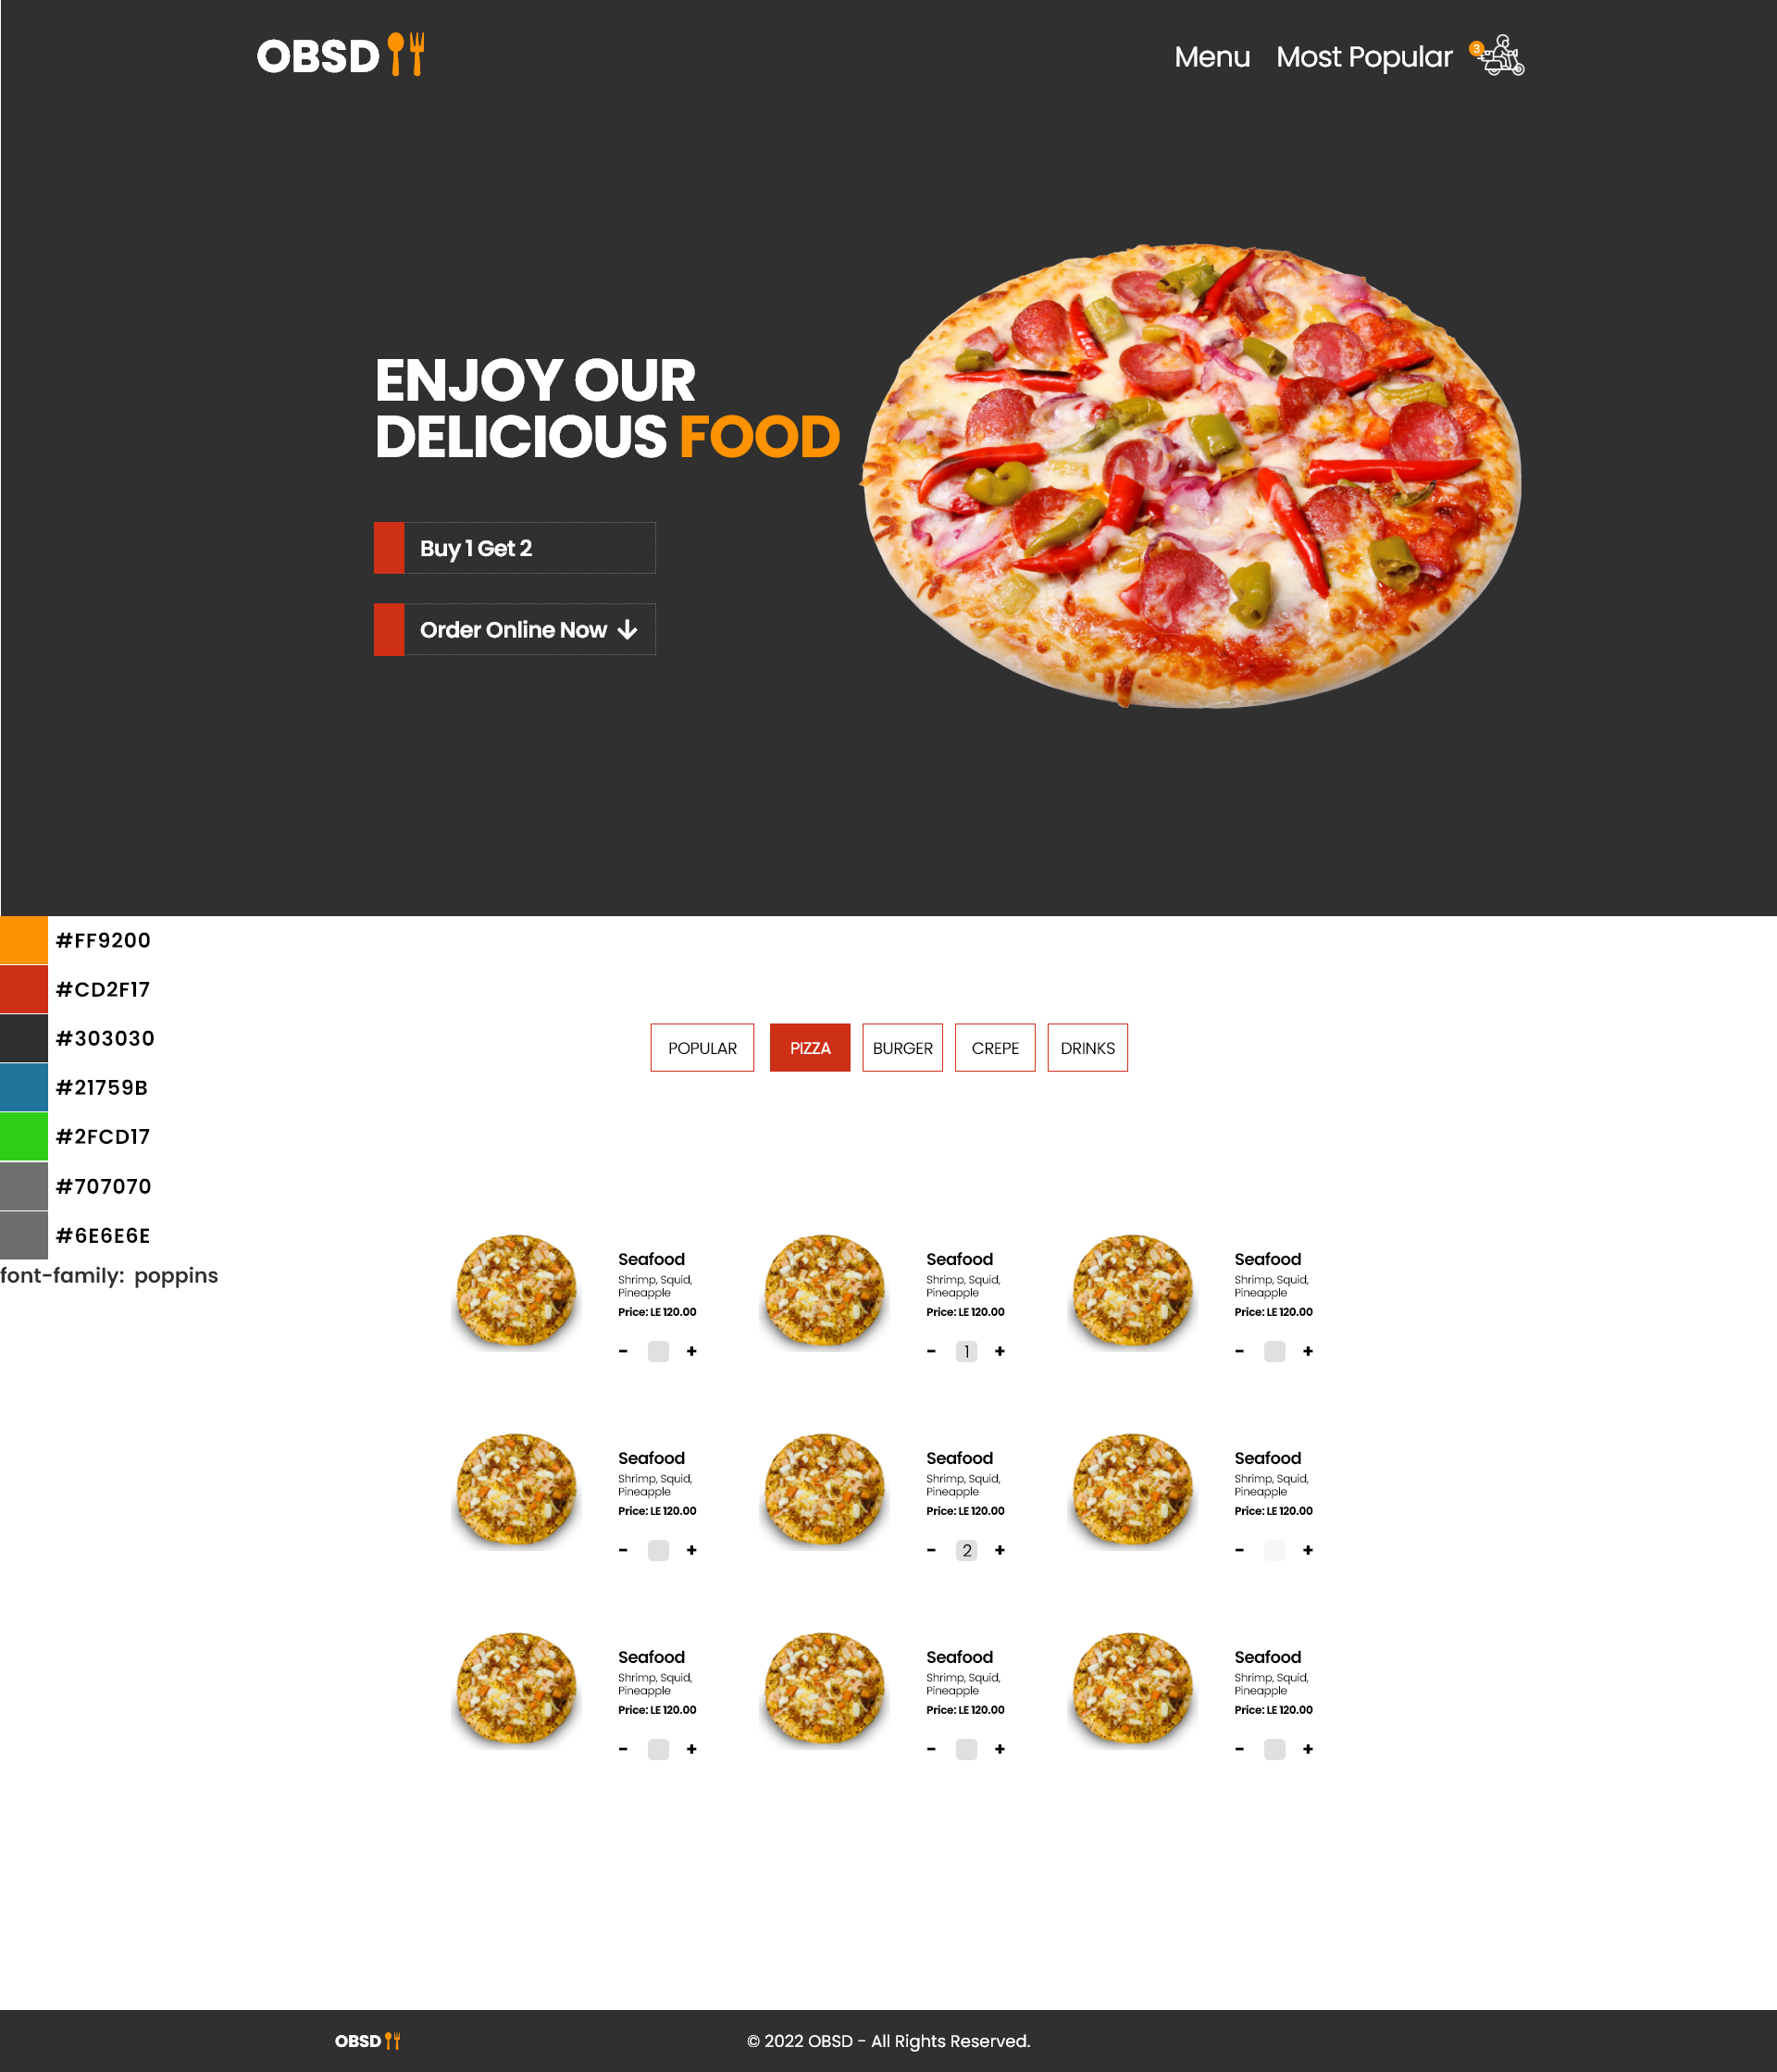 OBSD
Menu Most Popular 3
ENJOY OUR
DELICIOUS FOOD
Buy 1 Get 2
Order Online Now
#FF9200
#CD2F17
#303030
#21759B
#2FCD17
#707070
#6E6E6E
font-family: poppins
POPULAR PIZZA BURGER CREPE DRINKS
Seafood
Shrimp, Squid,
Pineapple
Price: LE 120.00
- +
Seafood
Shrimp, Squid,
Pineapple
Price: LE 120.00
- 1 +
Seafood
Shrimp, Squid,
Pineapple
Price: LE 120.00
- +
Seafood
Shrimp, Squid,
Pineapple
Price: LE 120.00
- +
Seafood
Shrimp, Squid,
Pineapple
Price: LE 120.00
- 2 +
Seafood
Shrimp, Squid,
Pineapple
Price: LE 120.00
- +
Seafood
Shrimp, Squid,
Pineapple
Price: LE 120.00
- +
Seafood
Shrimp, Squid,
Pineapple
Price: LE 120.00
- +
Seafood
Shrimp, Squid,
Pineapple
Price: LE 120.00
- +
OBSD
© 2022 OBSD - All Rights Reserved.